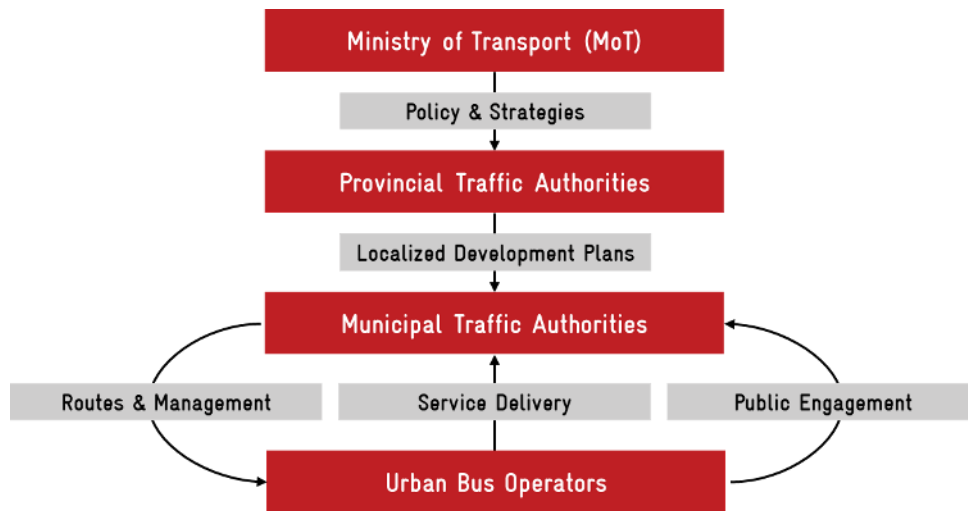 Ministry of Transport (MoT)
Policy & Strategies
Provincial Traffic Authorities
Localized Development Plans
Municipal Traffic Authorities
Routes & Management
Service Delivery
Public Engagement
Urban Bus Operators